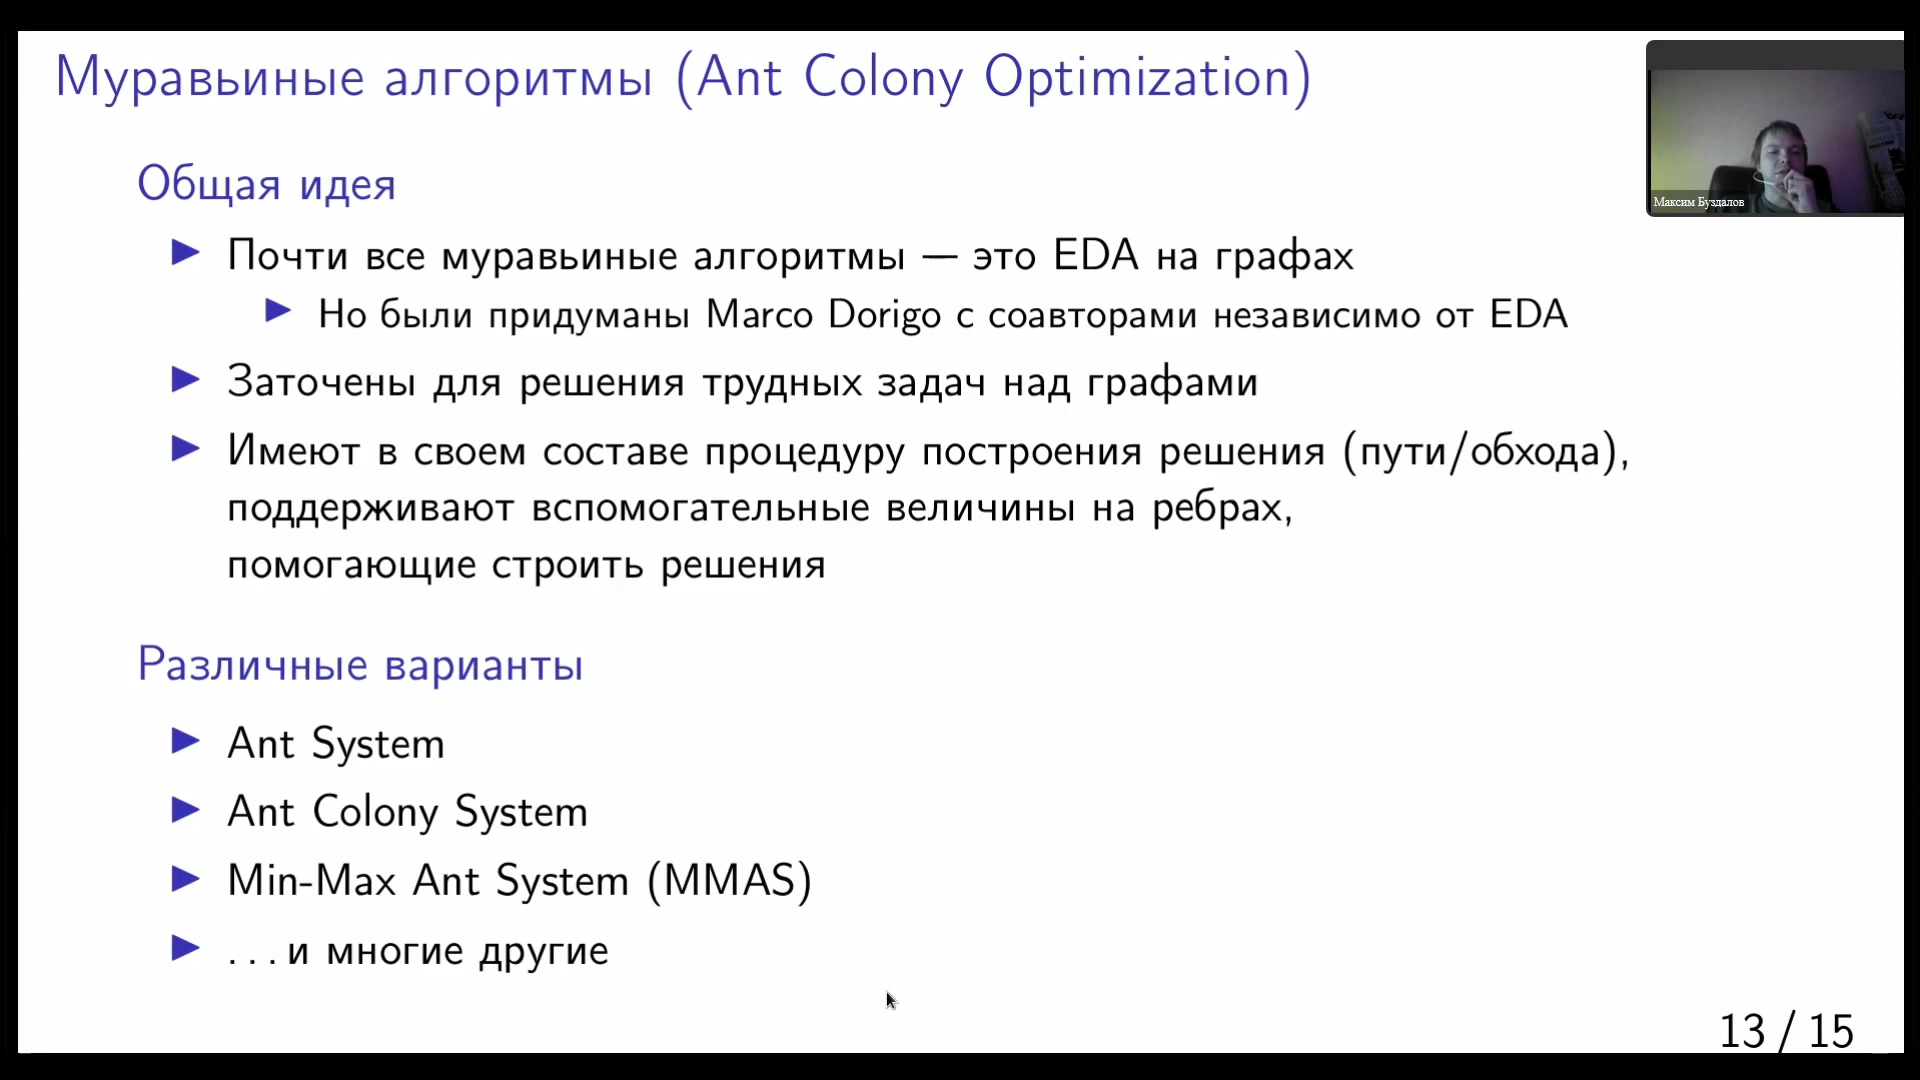 Муравьиные алгоритмы (Ant Colony Optimization)
Максим Буздалов
Общая идея
Почти все муравьиные алгоритмы — это EDA на графах
Но были придуманы Marco Dorigo с соавторами независимо от EDA
Заточены для решения трудных задач над графами
Имеют в своем составе процедуру построения решения (пути/обхода),
поддерживают вспомогательные величины на ребрах,
помогающие строить решения
Различные варианты
Ant System
Ant Colony System
Min-Max Ant System (MMAS)
...и многие другие
13 / 15